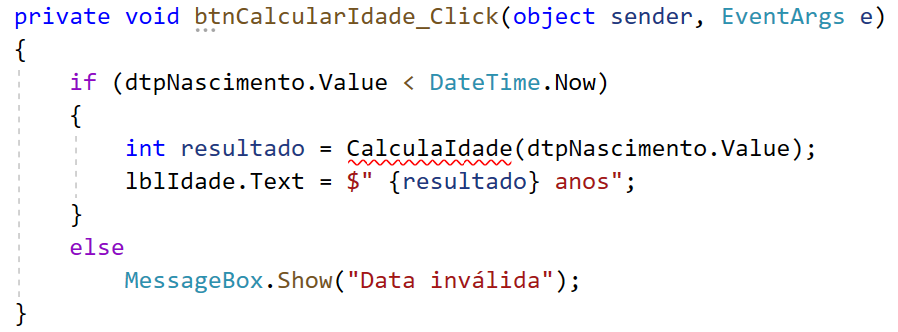 private void btnCalcularIdade_Click(object sender, EventArgs e)
{
if (dtpNascimento.Value < DateTime.Now)
{
int resultado = CalculaIdade(dtpNascimento.Value);
lblIdade.Text = $" {resultado} anos";
}
else
MessageBox.Show("Data inválida");
}